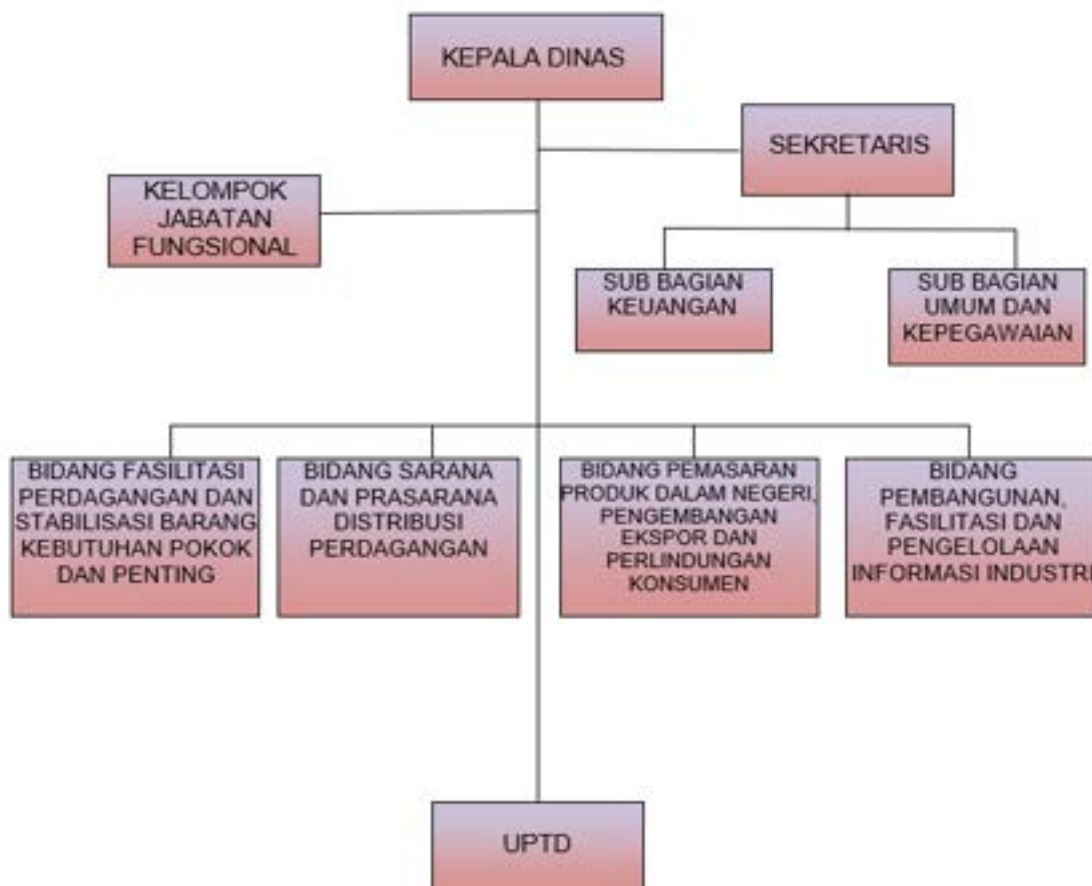 KEPALA DINAS
SEKRETARIS
KELOMPOK
JABATAN
FUNGSIONAL
SUB BAGIAN
KEUANGAN
SUB BAGIAN
UMUM DAN
KEPEGAWAIAN
BIDANG FASILITASI
PERDAGANGAN DAN
STABILISASI BARANG
KEBUTUHAN POKOK
DAN PENTING
BIDANG SARANA
DAN PRASARANA
DISTRIBUSI
PERDAGANGAN
BIDANG PEMASARAN
PRODUK DALAM NEGERI,
PENGEMBANGAN
EKSPOR DAN
PERLINDUNGAN
KONSUMEN
BIDANG
PEMBANGUNAN,
FASILITASI DAN
PENGELOLAAN
INFORMASI INDUSTRI
UPTD